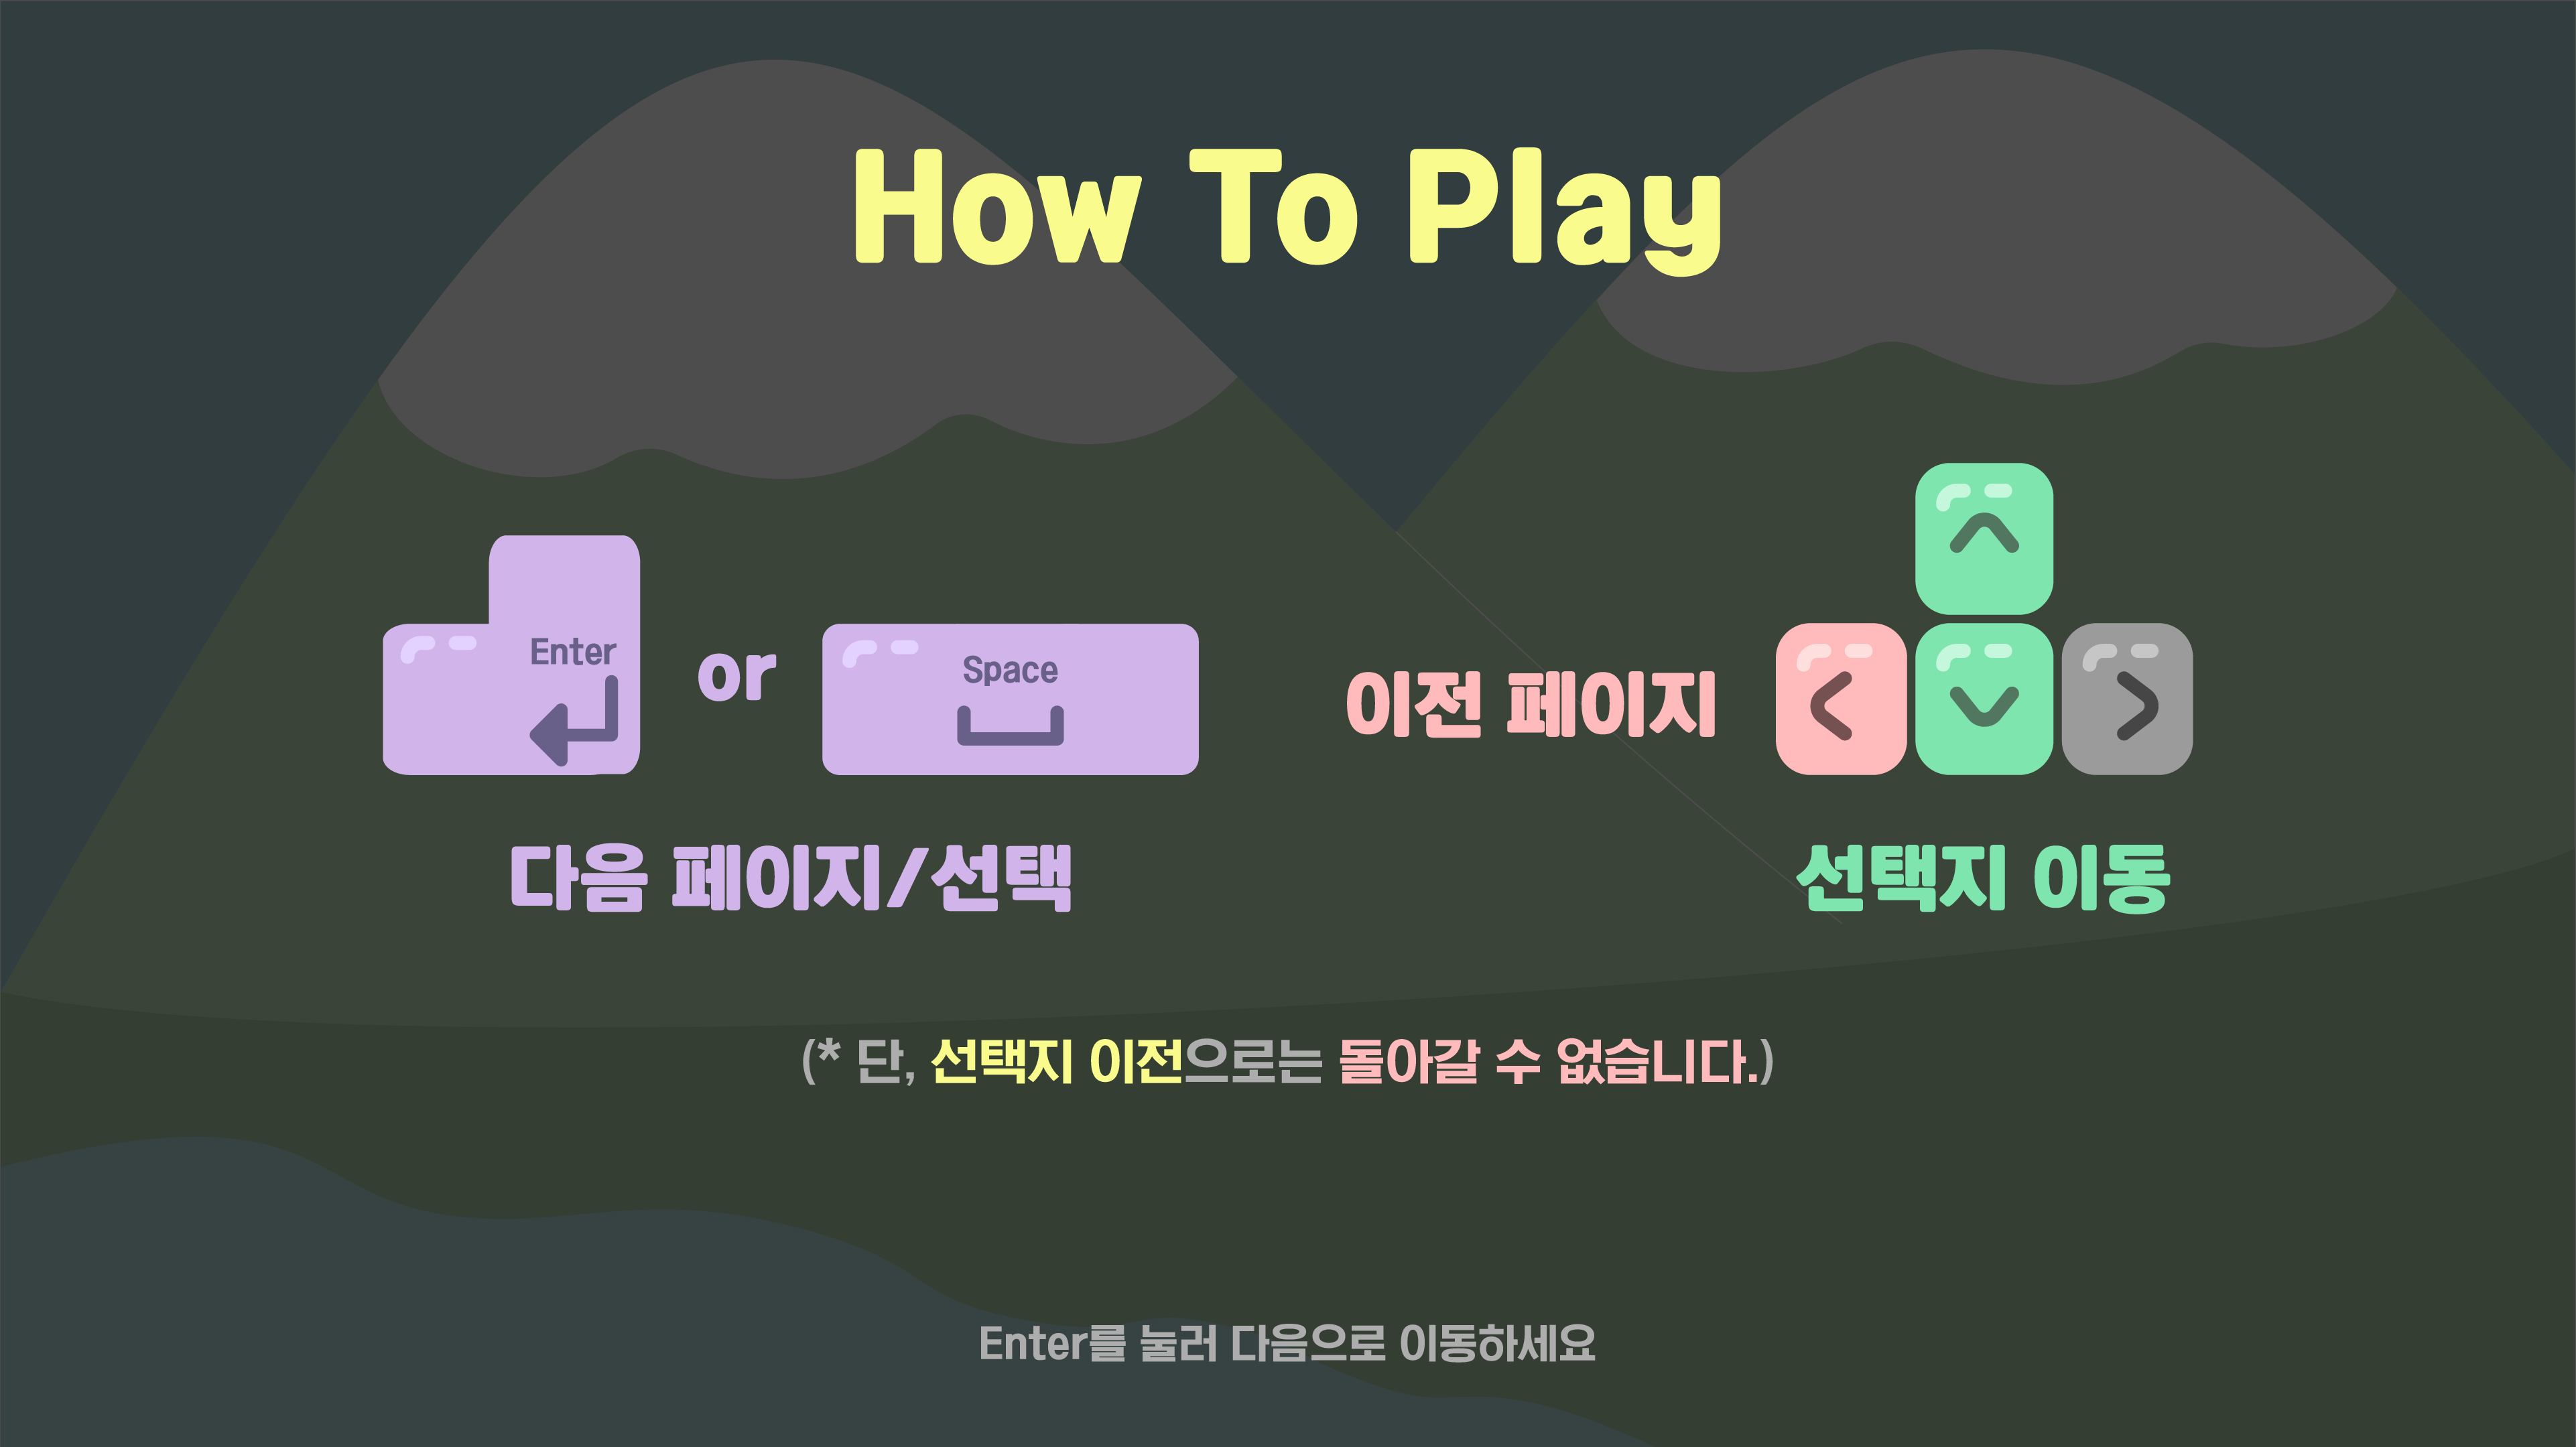 How To Play
Enter
or
Space
이전 페이지
다음 페이지/선택
선택지 이동
(* 단, 선택지 이전으로는 돌아갈 수 없습니다.)
Enter를 눌러 다음으로 이동하세요